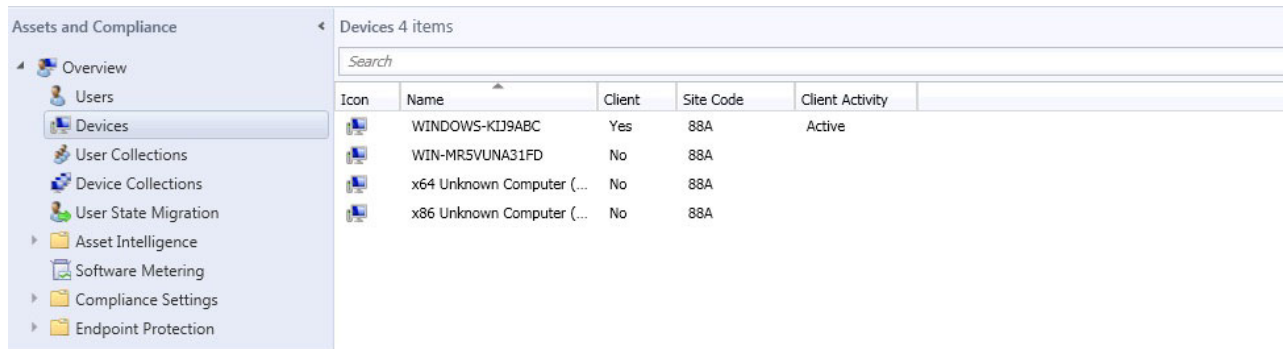 Assets and Compliance
Overview
Users
Devices
User Collections
Device Collections
User State Migration
Asset Intelligence
Software Metering
Compliance Settings
Endpoint Protection
Devices 4 items
Search
Icon Name Client Site Code Client Activity
WINDOWS-KIJ9ABC Yes 88A Active
WIN-MR5VUNA31FD No 88A
x64 Unknown Computer (... No 88A
x86 Unknown Computer (... No 88A